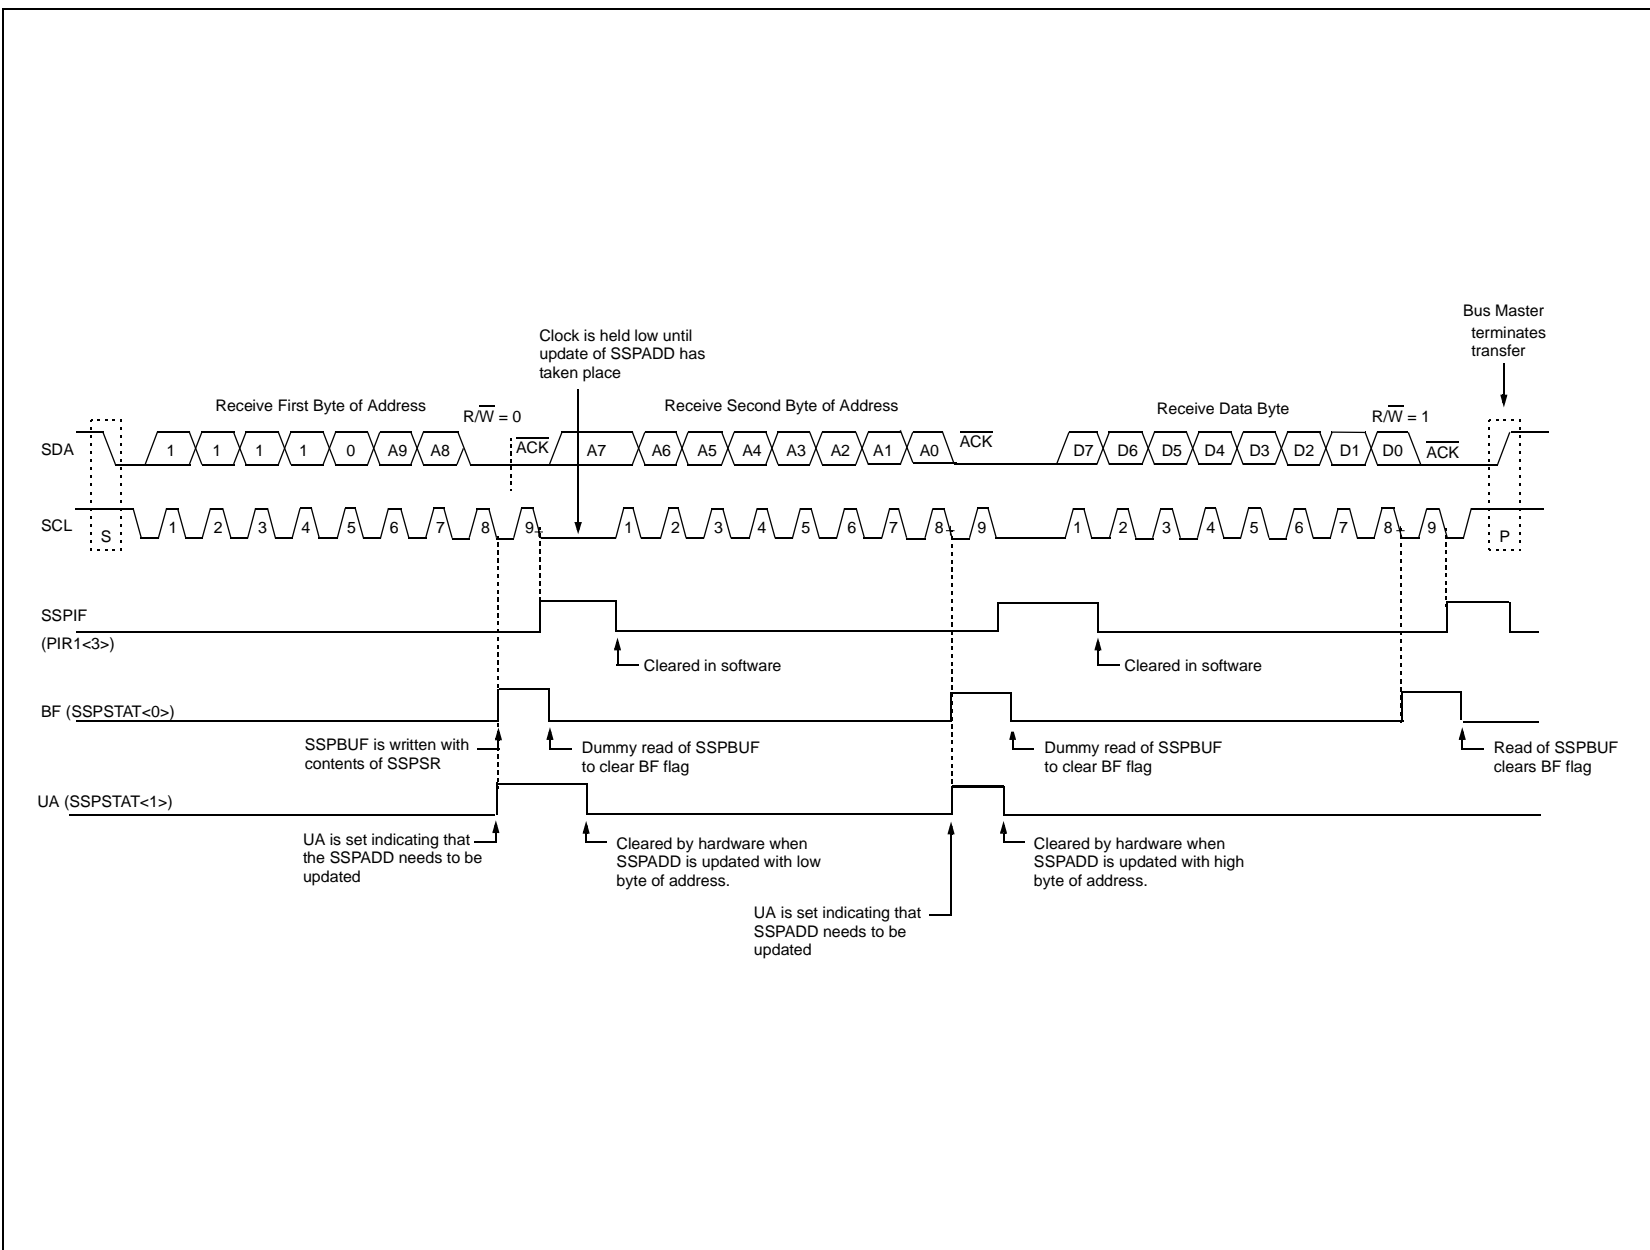 Bus Master
terminates
transfer
Clock is held low until
update of SSPADD has
taken place
Receive First Byte of Address
R/W̅ = 0
Receive Second Byte of Address
Receive Data Byte
R/W̅ = 1
SDA
1 1 1 1 0 A9 A8
A̅C̅K̅
A7 A6 A5 A4 A3 A2 A1 A0
A̅C̅K̅
D7 D6 D5 D4 D3 D2 D1 D0
A̅C̅K̅
SCL
S
1 2 3 4 5 6 7 8 9
1 2 3 4 5 6 7 8 9
1 2 3 4 5 6 7 8 9
P
SSPIF
(PIR1<3>)
Cleared in software
Cleared in software
BF (SSPSTAT<0>)
SSPBUF is written with
contents of SSPSR
Dummy read of SSPBUF
to clear BF flag
Dummy read of SSPBUF
to clear BF flag
Read of SSPBUF
clears BF flag
UA (SSPSTAT<1>)
UA is set indicating that
the SSPADD needs to be
updated
Cleared by hardware when
SSPADD is updated with low
byte of address.
Cleared by hardware when
SSPADD is updated with high
byte of address.
UA is set indicating that
SSPADD needs to be
updated